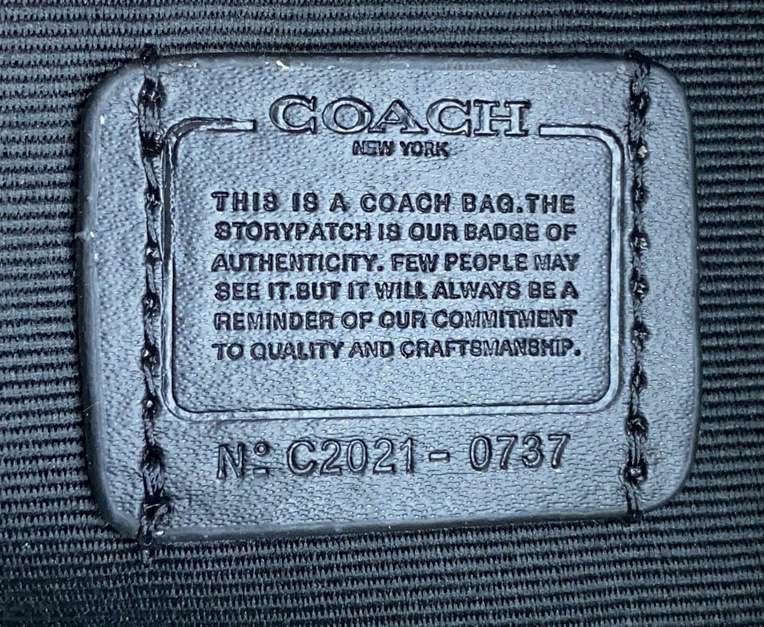 COACH
NEW YORK
THIS IS A COACH BAG.THE
STORYPATCH IS OUR BADGE OF
AUTHENTICITY. FEW PEOPLE MAY
SEE IT.BUT IT WILL ALWAYS BE A
REMINDER OF OUR COMMITMENT
TO QUALITY AND CRAFTSMANSHIP.
Nº C2021 - 0737